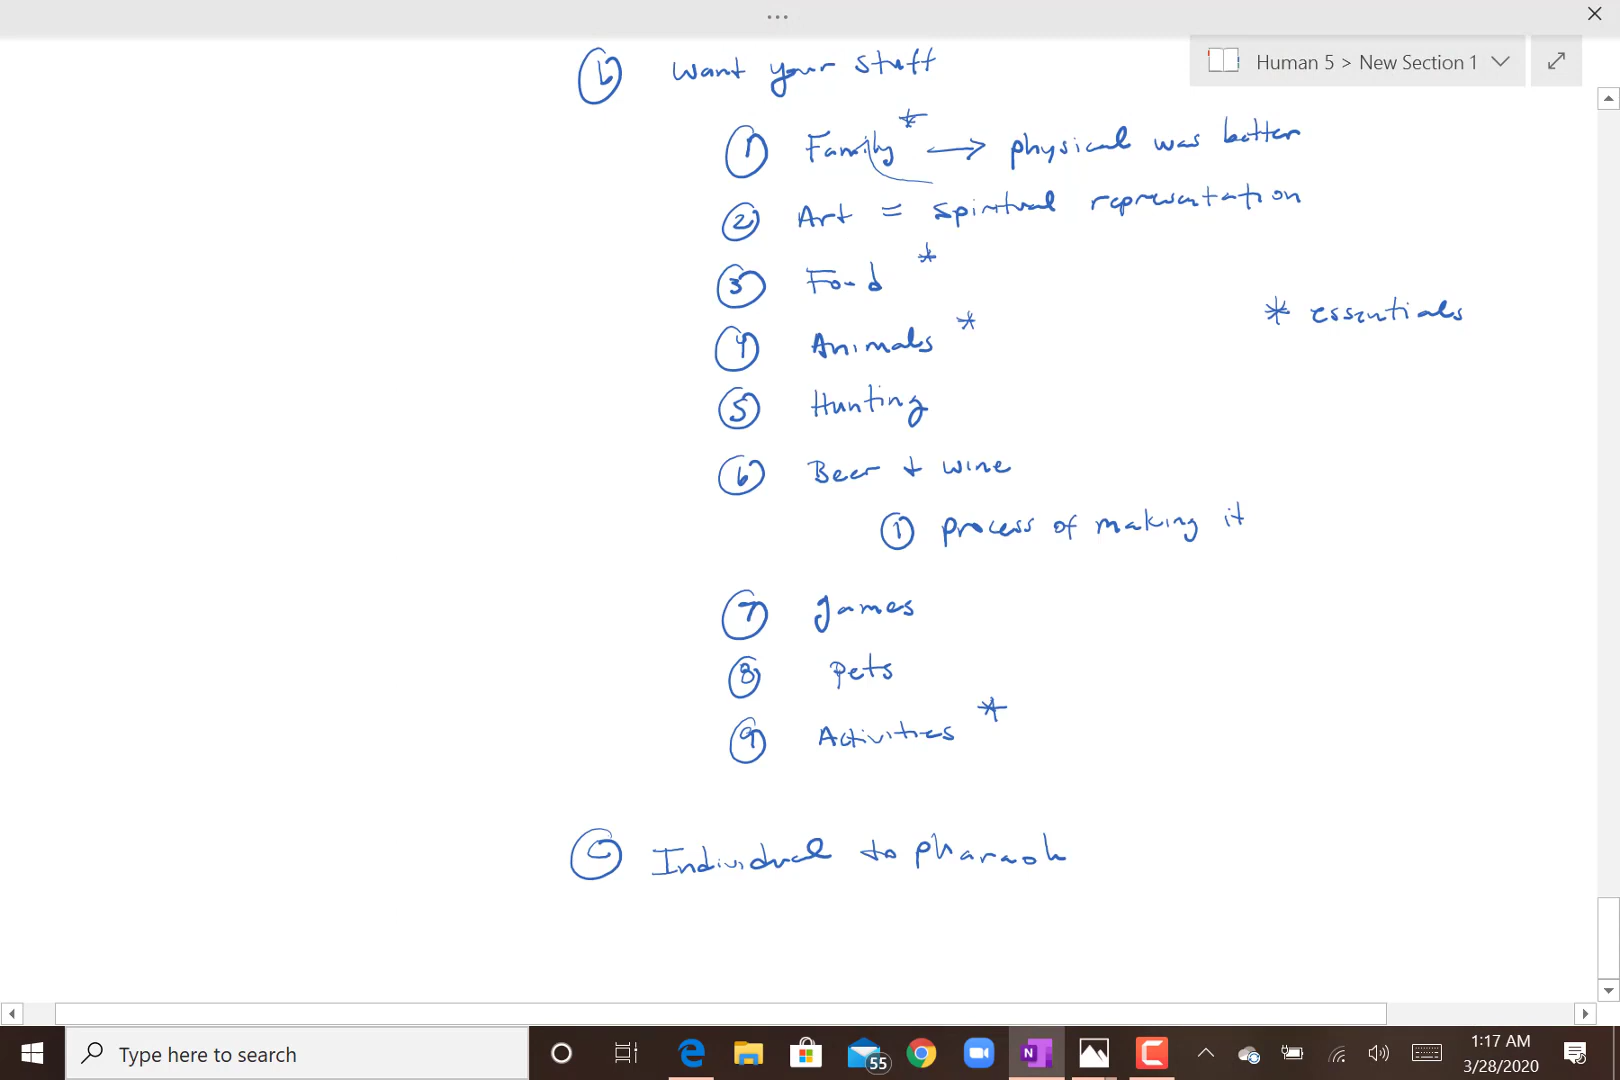 ...
Human 5 > New Section 1
b want your stuff
1 Family * → physical was better
2 Art = spiritual representation
3 Food *
4 Animals *
* essentials
5 Hunting
6 Beer + wine
1 process of making it
7 games
8 Pets
9 Activities *
C Individual to pharaoh
Type here to search
55
N
1:17 AM
3/28/2020